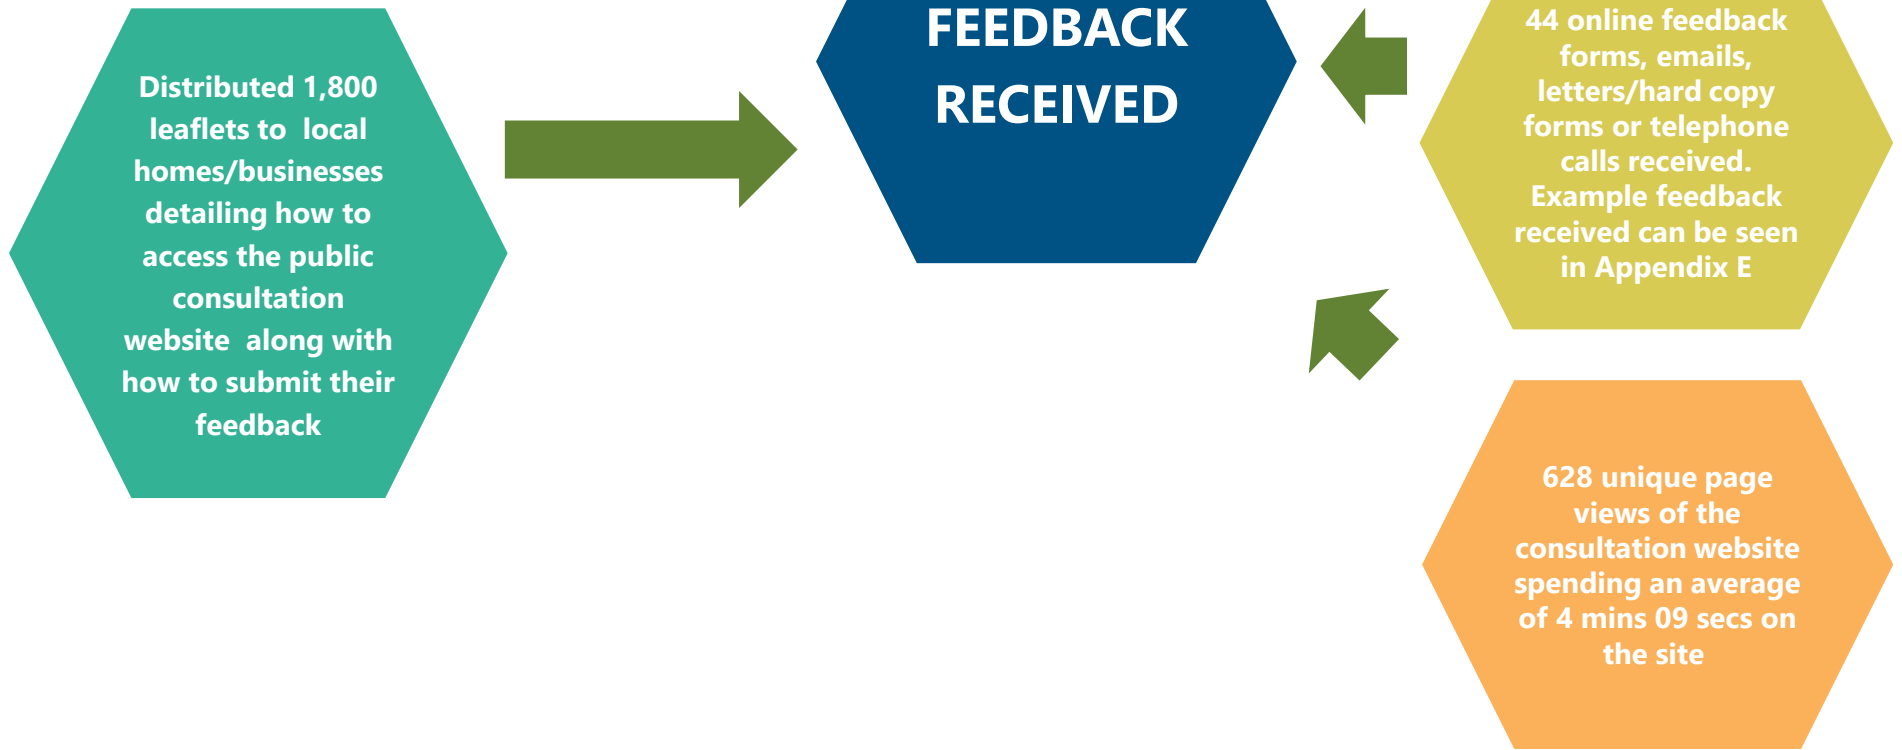 Distributed 1,800
leaflets to  local
homes/businesses
detailing how to
access the public
consultation
website  along with
how to submit their
feedback
FEEDBACK
RECEIVED
44 online feedback
forms, emails,
letters/hard copy
forms or telephone
calls received.
Example feedback
received can be seen
in Appendix E
628 unique page
views of the
consultation website
spending an average
of 4 mins 09 secs on
the site